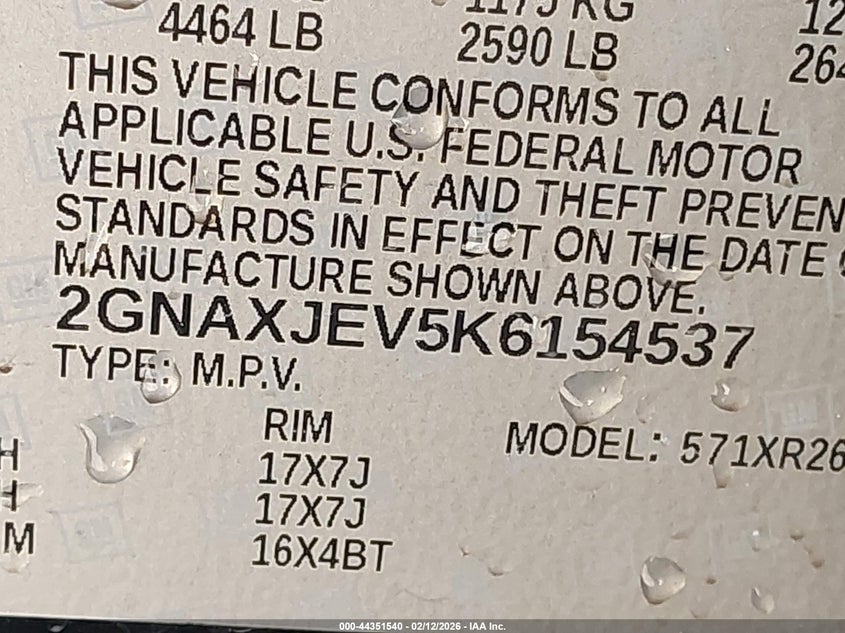 4464 LB 2590 LB 264
THIS VEHICLE CONFORMS TO ALL
APPLICABLE U.S. FEDERAL MOTOR
VEHICLE SAFETY AND THEFT PREVEN
STANDARDS IN EFFECT ON THE DATE
MANUFACTURE SHOWN ABOVE.
2GNAXJEV5K6154537
TYPE: M.P.V.
RIM
MODEL: 571XR26
H 17X7J
H 17X7J
M 16X4BT
000-44351540 - 02/12/2026 - IAA Inc.